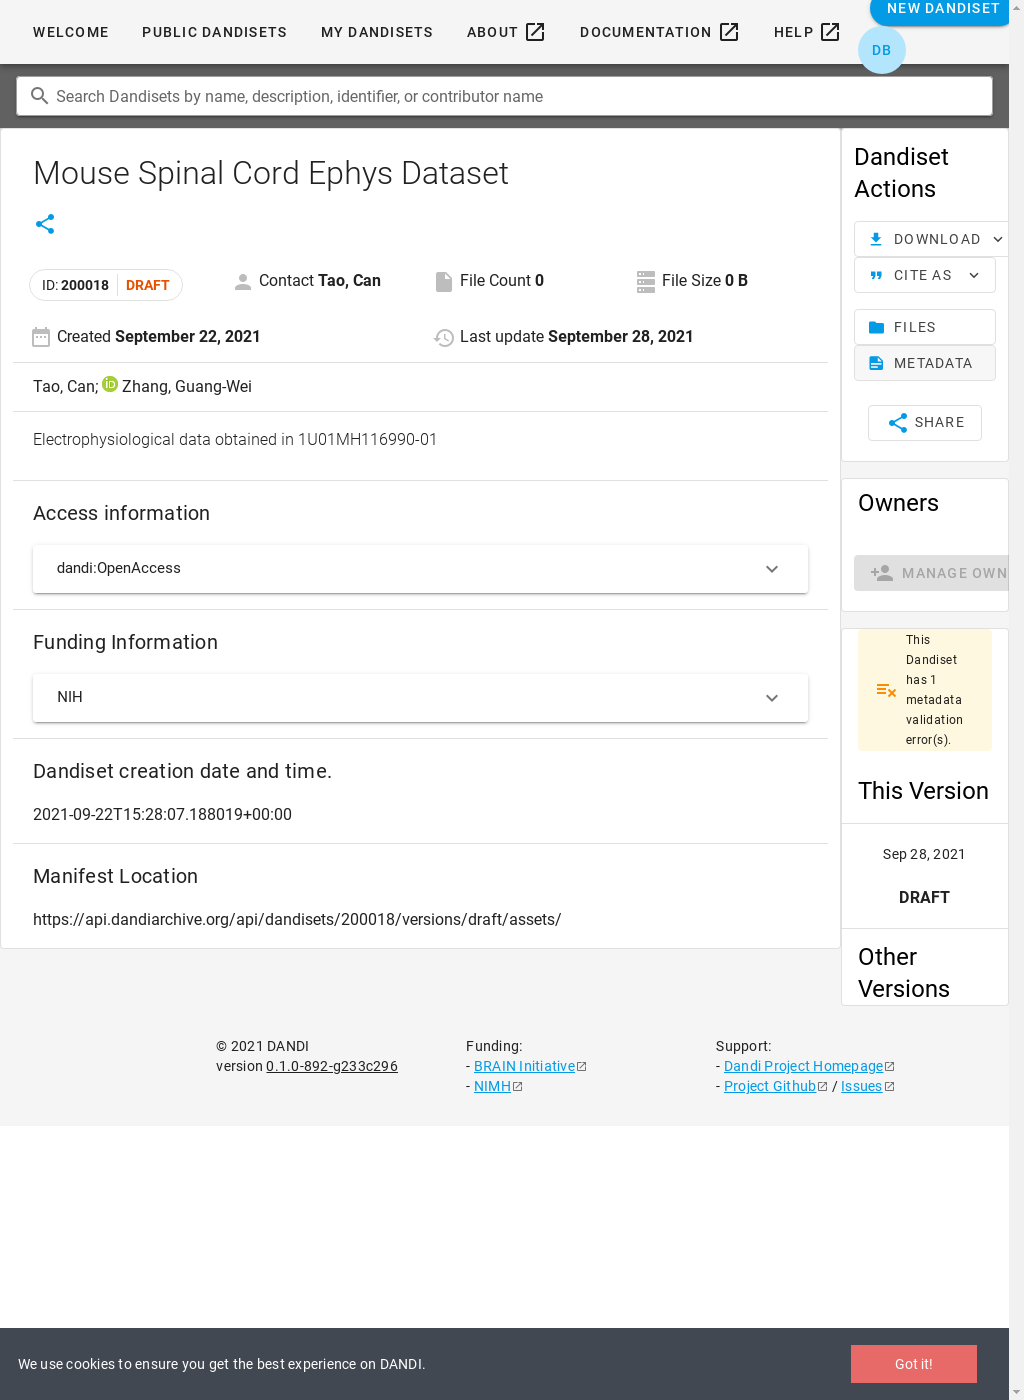 WELCOME PUBLIC DANDISETS MY DANDISETS ABOUT DOCUMENTATION HELP NEW DANDISET
DB
Search Dandisets by name, description, identifier, or contributor name
Mouse Spinal Cord Ephys Dataset
ID: 200018 DRAFT
Contact Tao, Can
File Count 0
File Size 0 B
Created September 22, 2021
Last update September 28, 2021
Tao, Can; iD Zhang, Guang-Wei
Electrophysiological data obtained in 1U01MH116990-01
Access information
dandi:OpenAccess
Funding Information
NIH
Dandiset creation date and time.
2021-09-22T15:28:07.188019+00:00
Manifest Location
https://api.dandiarchive.org/api/dandisets/200018/versions/draft/assets/
Dandiset
Actions
DOWNLOAD
CITE AS
FILES
METADATA
SHARE
Owners
MANAGE OWN
This
Dandiset
has 1
metadata
validation
error(s).
This Version
Sep 28, 2021
DRAFT
Other
Versions
© 2021 DANDI
version 0.1.0-892-g233c296
Funding:
- BRAIN Initiative
- NIMH
Support:
- Dandi Project Homepage
- Project Github / Issues
We use cookies to ensure you get the best experience on DANDI.
Got it!